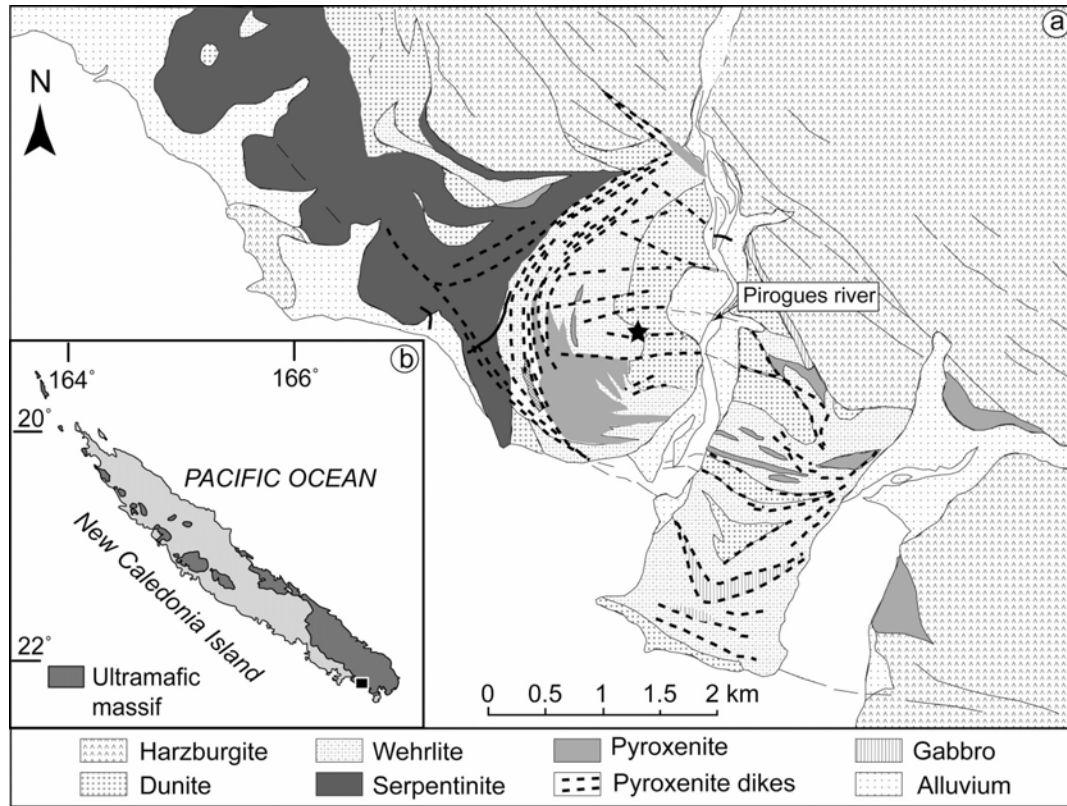 a
N
Pirogues river
b
164° 166°
20°
PACIFIC OCEAN
New Caledonia Island
22°
Ultramafic
massif
0 0.5 1 1.5 2 km
Harzburgite Wehrlite Pyroxenite Gabbro
Dunite Serpentinite Pyroxenite dikes Alluvium